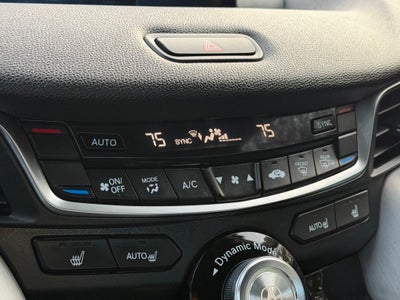 AUTO
75
SYNC
75
SYNC
ON/
OFF
MODE
A/C
FRONT
REAR
AUTO
AUTO
Dynamic Mode